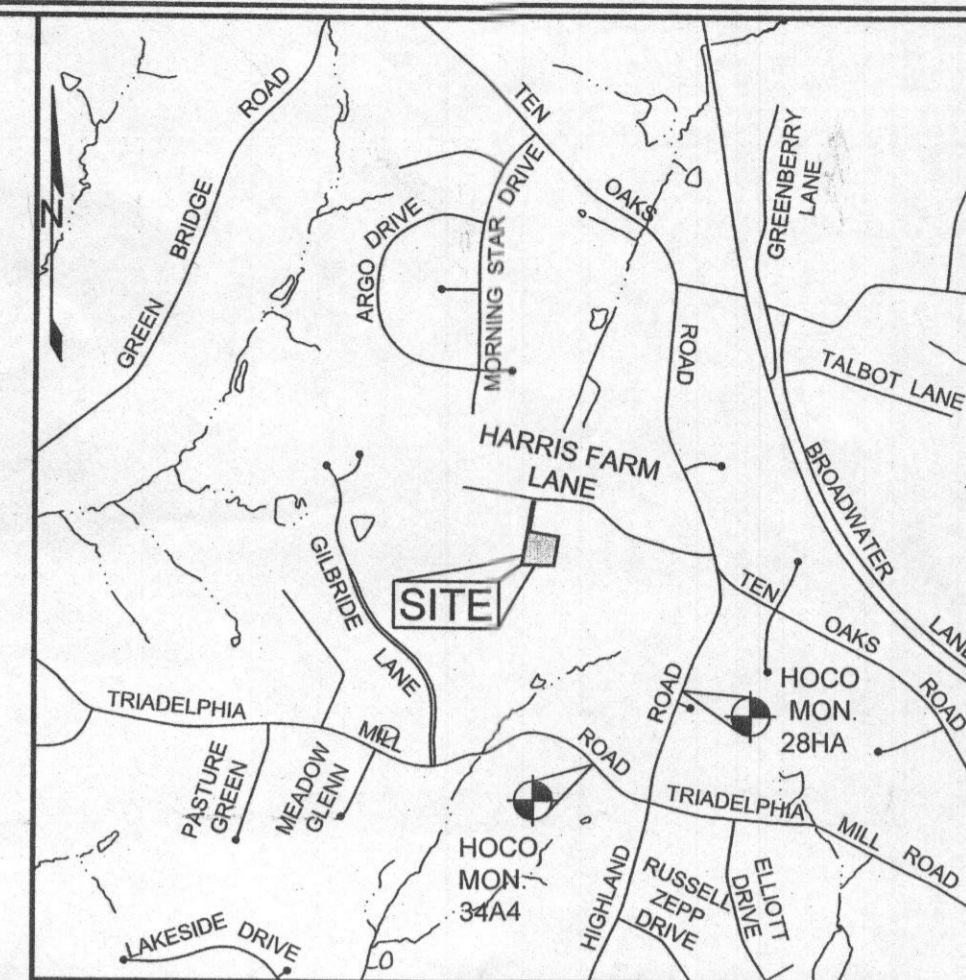 GREEN BRIDGE ROAD
N
TEN OAKS ROAD
GREENBERRY
LANE
ARGO DRIVE
MORNING STAR DRIVE
TALBOT LANE
BROADWATER LANE
HARRIS FARM
LANE
GILBRIDE LANE
SITE
TEN OAKS ROAD
HOCO
MON.
28HA
TRIADELPHIA MILL ROAD
PASTURE
GREEN
MEADOW
GLENN
HOCO
MON.
34A4
HIGHLAND ROAD
TRIADELPHIA MILL ROAD
RUSSELL
ZEPP
DRIVE
ELLIOTT
DRIVE
LAKESIDE DRIVE